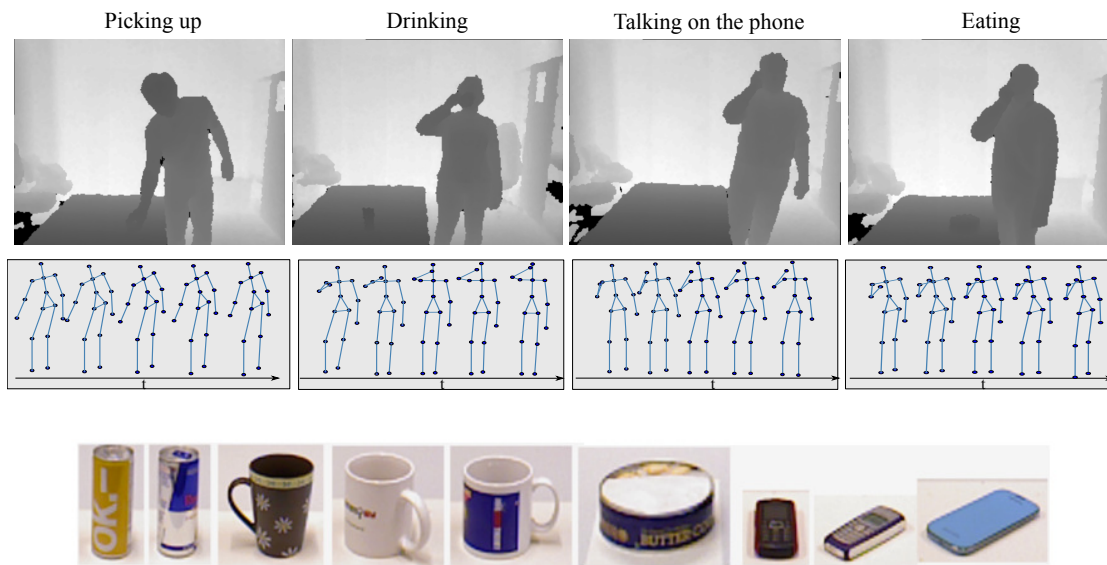 Picking up
Drinking
Talking on the phone
Eating
t
t
t
t
OK.–
BUTTER-CO